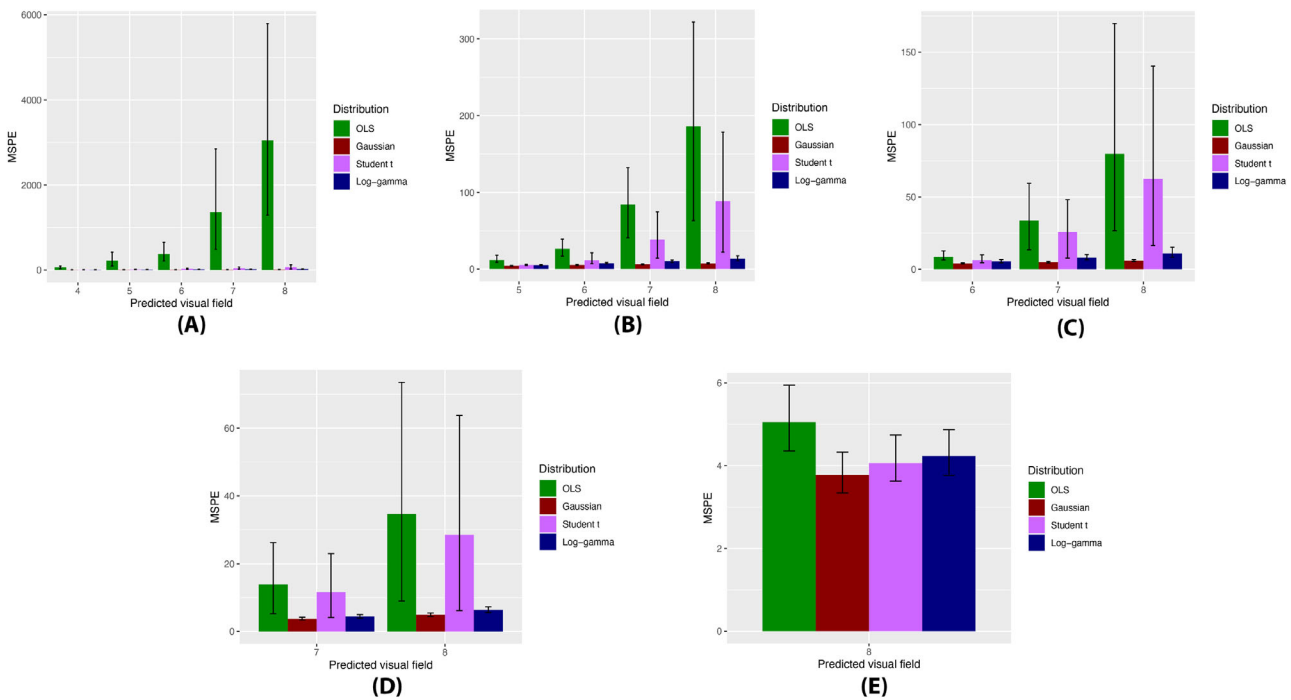 6000
4000
2000
0
MSPE
4 5 6 7 8
Predicted visual field
Distribution
OLS
Gaussian
Student t
Log-gamma
(A)
300
200
100
0
MSPE
5 6 7 8
Predicted visual field
Distribution
OLS
Gaussian
Student t
Log-gamma
(B)
150
100
50
0
MSPE
6 7 8
Predicted visual field
Distribution
OLS
Gaussian
Student t
Log-gamma
(C)
60
40
20
0
MSPE
7 8
Predicted visual field
Distribution
OLS
Gaussian
Student t
Log-gamma
(D)
6
4
2
0
MSPE
8
Predicted visual field
Distribution
OLS
Gaussian
Student t
Log-gamma
(E)